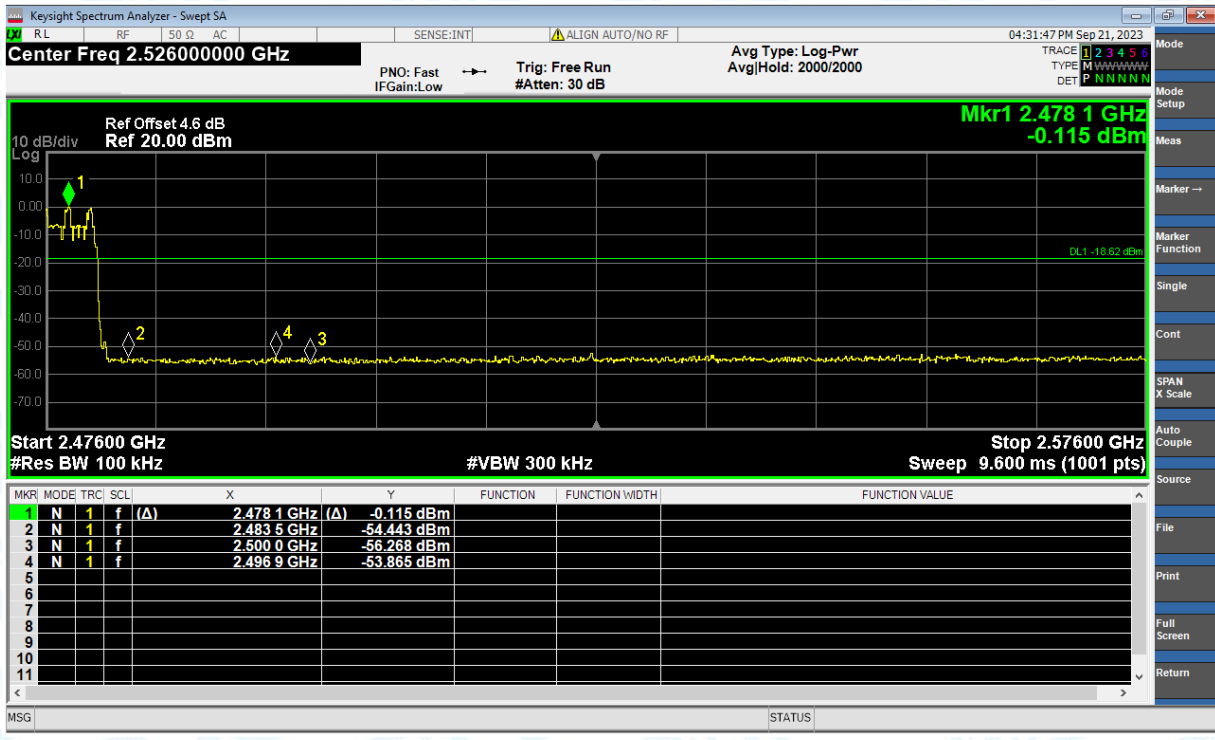 Keysight Spectrum Analyzer - Swept SA
LXI RL RF 50 Ω AC SENSE:INT ALIGN AUTO/NO RF 04:31:47 PM Sep 21, 2023
Center Freq 2.526000000 GHz
PNO: Fast
IFGain:Low
Trig: Free Run
#Atten: 30 dB
Avg Type: Log-Pwr
Avg|Hold: 2000/2000
TRACE 1 2 3 4 5 6
TYPE M WWWWW
DET P N N N N N
Mkr1 2.478 1 GHz
-0.115 dBm
Ref Offset 4.6 dB
10 dB/div Ref 20.00 dBm
Log
10.0
0.00
-10.0
-20.0
-30.0
-40.0
-50.0
-60.0
-70.0
1
2
4
3
DL1 -18.62 dBm
Start 2.47600 GHz Stop 2.57600 GHz
#Res BW 100 kHz #VBW 300 kHz Sweep 9.600 ms (1001 pts)
MKR MODE TRC SCL X Y FUNCTION FUNCTION WIDTH FUNCTION VALUE
1 N 1 f (Δ) 2.478 1 GHz (Δ) -0.115 dBm
2 N 1 f 2.483 5 GHz -54.443 dBm
3 N 1 f 2.500 0 GHz -56.268 dBm
4 N 1 f 2.496 9 GHz -53.865 dBm
5
6
7
8
9
10
11
MSG STATUS
Mode
Mode
Setup
Meas
Marker →
Marker
Function
Single
Cont
SPAN
X Scale
Auto
Couple
Source
File
Print
Full
Screen
Return